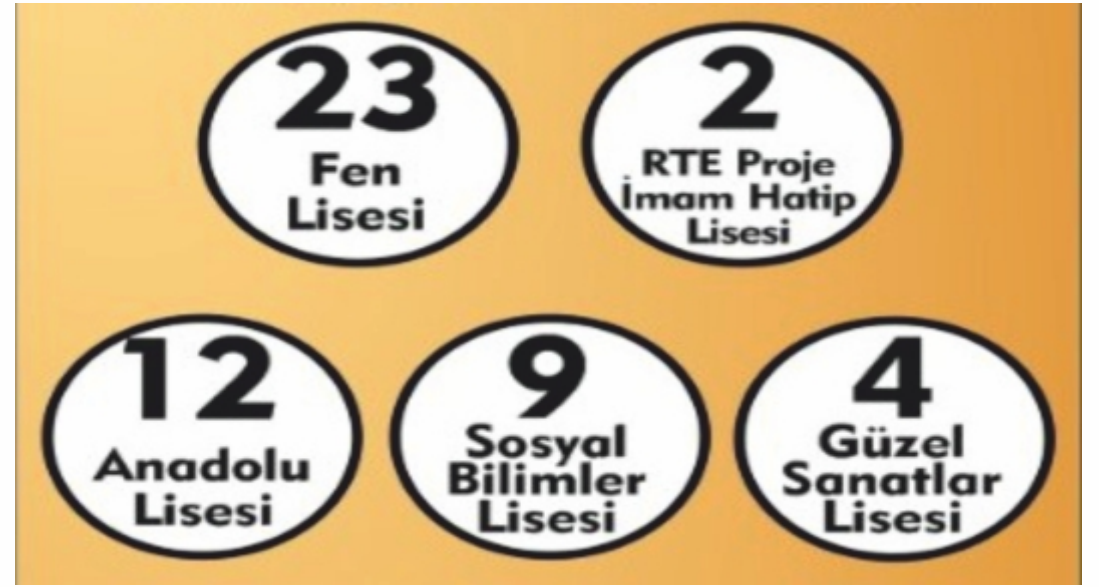 23
Fen
Lisesi
2
RTE Proje
İmam Hatip
Lisesi
12
Anadolu
Lisesi
9
Sosyal
Bilimler
Lisesi
4
Güzel
Sanatlar
Lisesi